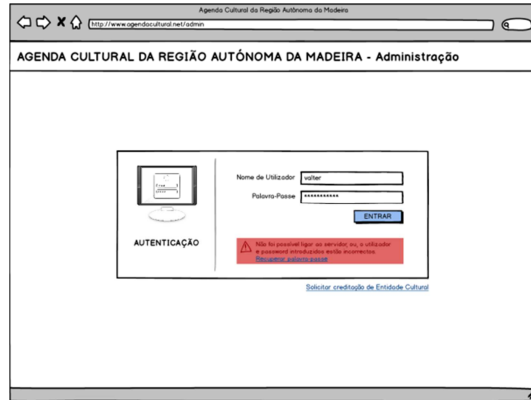 Agenda Cultural da Região Autónoma da Madeira
http://www.agendacultural.net/admin
AGENDA CULTURAL DA REGIÃO AUTÓNOMA DA MADEIRA - Administração
Nome de Utilizador valter
Palavra-Passe ***********
ENTRAR
AUTENTICAÇÃO
Não foi possível ligar ao servidor, ou, o utilizador
e password introduzidos estão incorrectos.
Recuperar palavra-passe
Solicitar creditação de Entidade Cultural